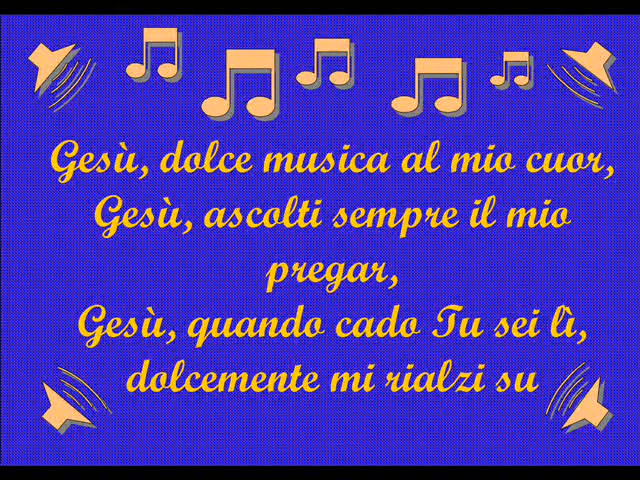 Gesù, dolce musica al mio cuor,
Gesù, ascolti sempre il mio
pregar,
Gesù, quando cado Tu sei lì,
dolcemente mi rialzi su